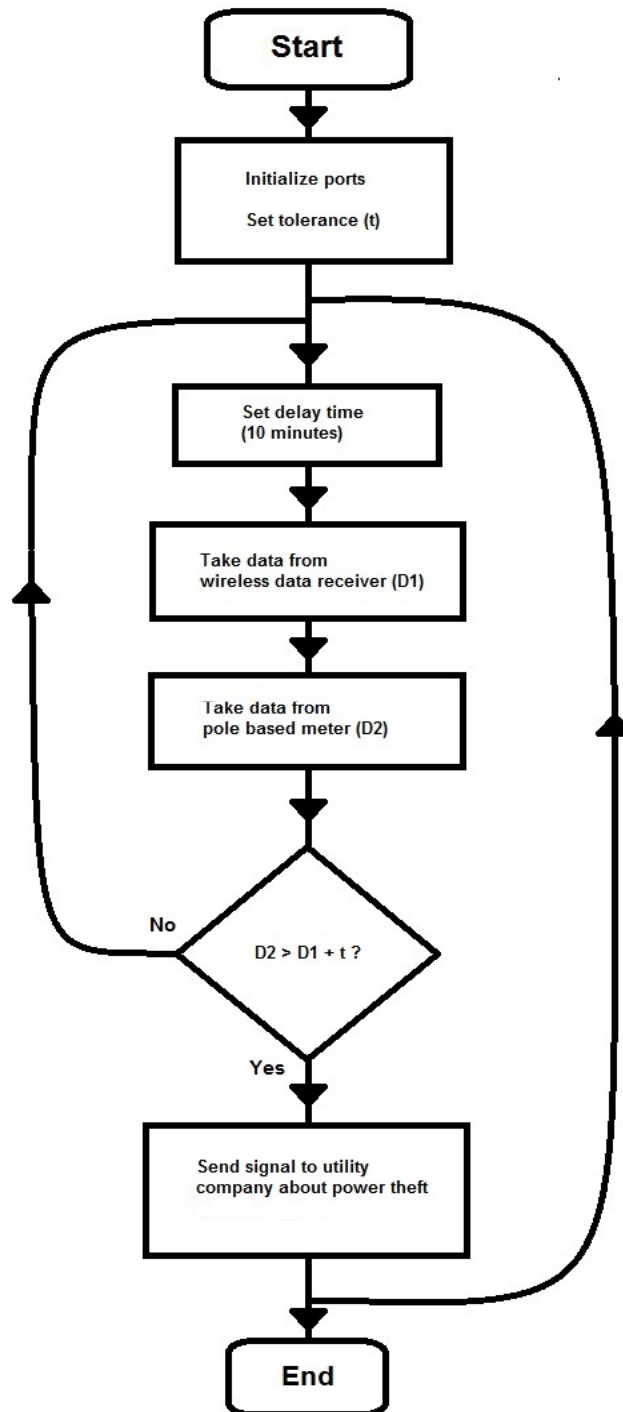 Start
Initialize ports
Set tolerance (t)
Set delay time
(10 minutes)
Take data from
wireless data receiver (D1)
Take data from
pole based meter (D2)
No
D2 > D1 + t ?
Yes
Send signal to utility
company about power theft
End